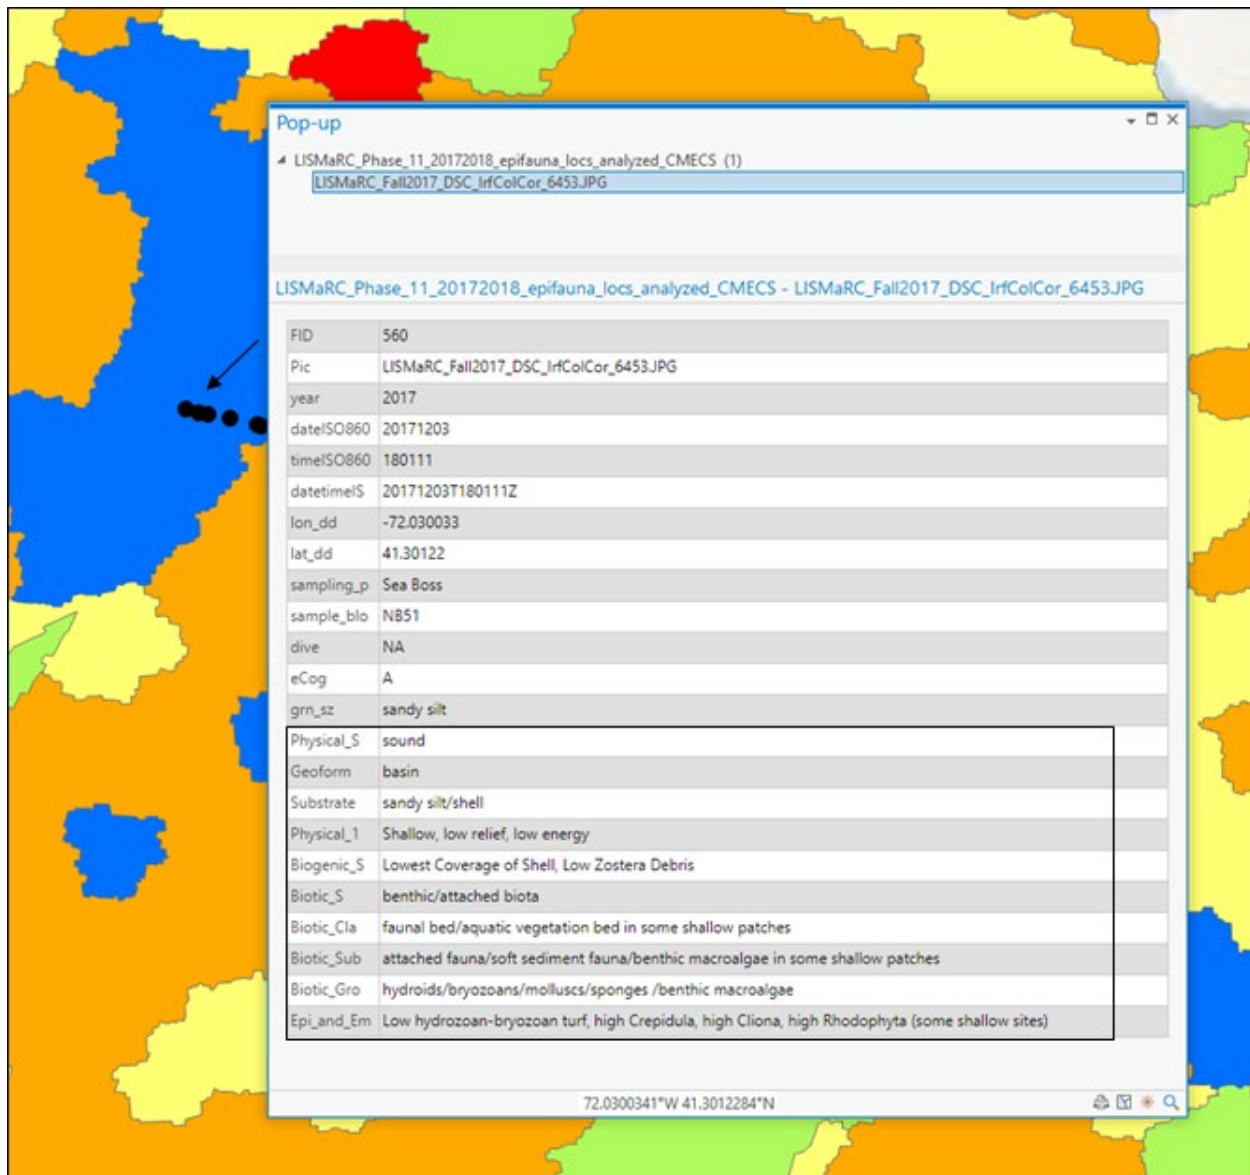 Pop-up
LISMaRC_Phase_11_20172018_epifauna_locs_analyzed_CMECS (1)
LISMaRC_Fall2017_DSC_IrfColCor_6453.JPG
LISMaRC_Phase_11_20172018_epifauna_locs_analyzed_CMECS - LISMaRC_Fall2017_DSC_IrfColCor_6453.JPG
FID 560
Pic LISMaRC_Fall2017_DSC_IrfColCor_6453.JPG
year 2017
dateISO860 20171203
timeISO860 180111
datetimeIS 20171203T180111Z
lon_dd -72.030033
lat_dd 41.30122
sampling_p Sea Boss
sample_blo NB51
dive NA
eCog A
grn_sz sandy silt
Physical_S sound
Geoform basin
Substrate sandy silt/shell
Physical_1 Shallow, low relief, low energy
Biogenic_S Lowest Coverage of Shell, Low Zostera Debris
Biotic_S benthic/attached biota
Biotic_Cla faunal bed/aquatic vegetation bed in some shallow patches
Biotic_Sub attached fauna/soft sediment fauna/benthic macroalgae in some shallow patches
Biotic_Gro hydroids/bryozoans/molluscs/sponges /benthic macroalgae
Epi_and_Em Low hydrozoan-bryozoan turf, high Crepidula, high Cliona, high Rhodophyta (some shallow sites)
72.0300341°W 41.3012284°N